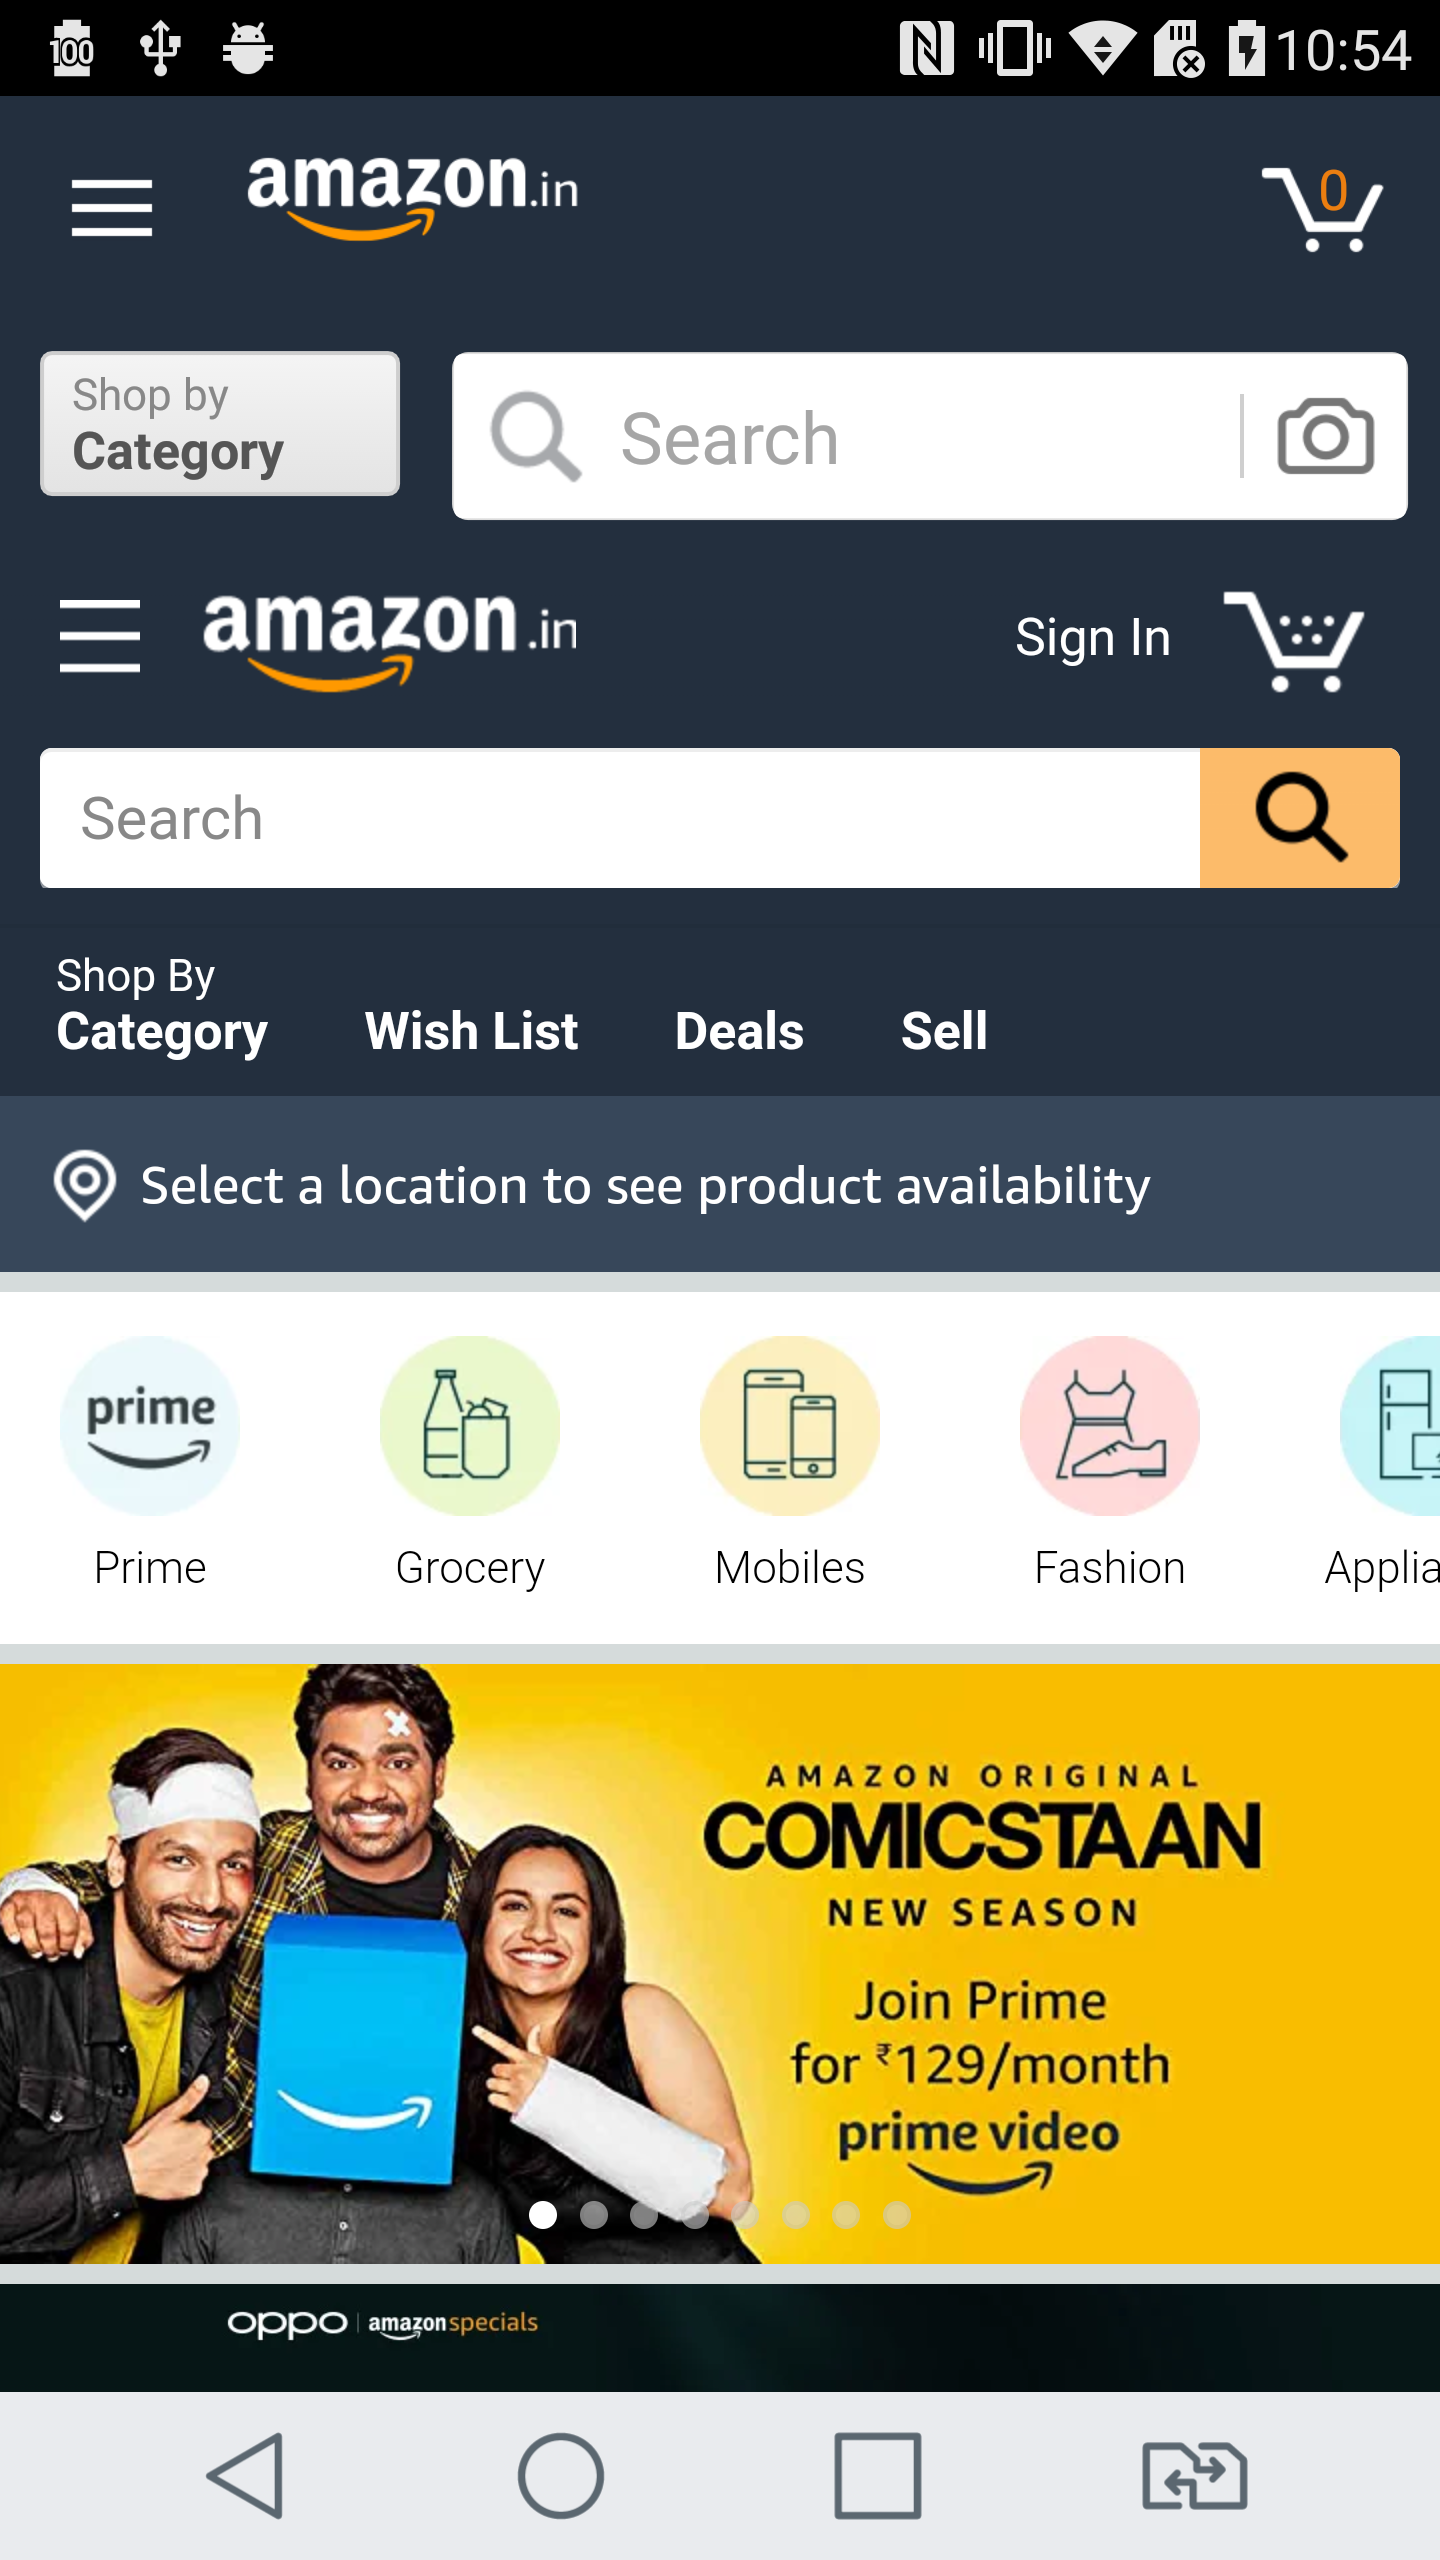 100
10:54
amazon.in
0
Shop by
Category
Search
amazon.in
Sign In
Search
Shop By
Category Wish List Deals Sell
Select a location to see product availability
prime
Prime Grocery Mobiles Fashion Applia
AMAZON ORIGINAL
COMICSTAAN
NEW SEASON
Join Prime
for ₹129/month
prime video
oppo | amazonspecials